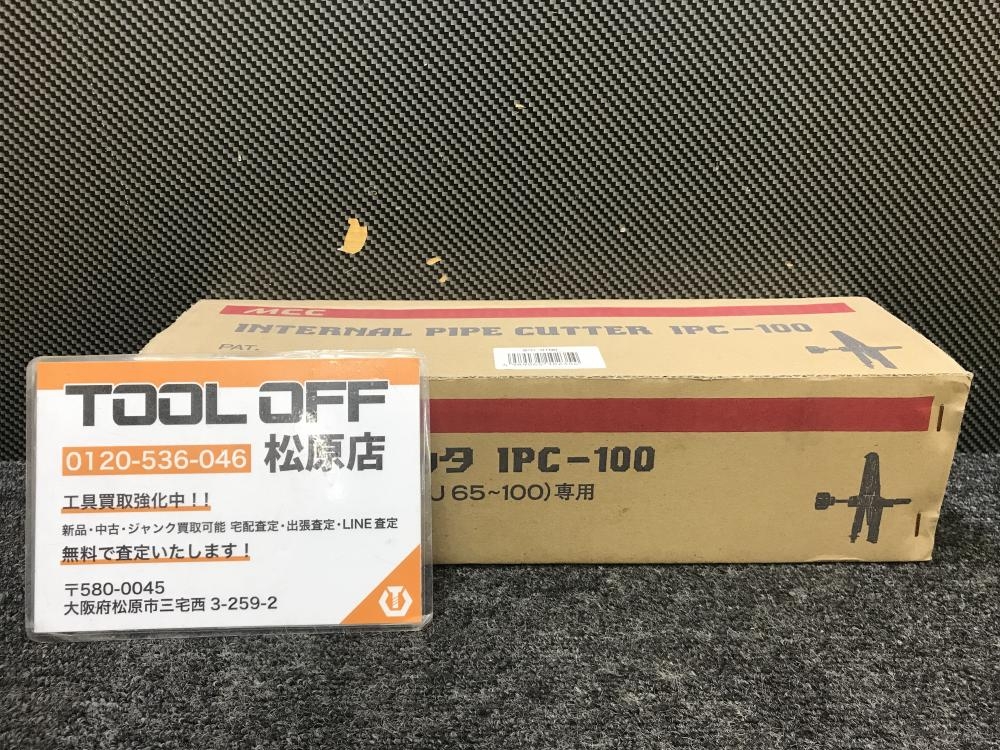 MCC
INTERNAL PIPE CUTTER IPC-100
PAT.
ッタ IPC-100
U 65~100)専用
TOOL OFF
0120-536-046 松原店
工具買取強化中!!
新品・中古・ジャンク買取可能 宅配査定・出張査定・LINE査定
無料で査定いたします!
〒580-0045
大阪府松原市三宅西 3-259-2